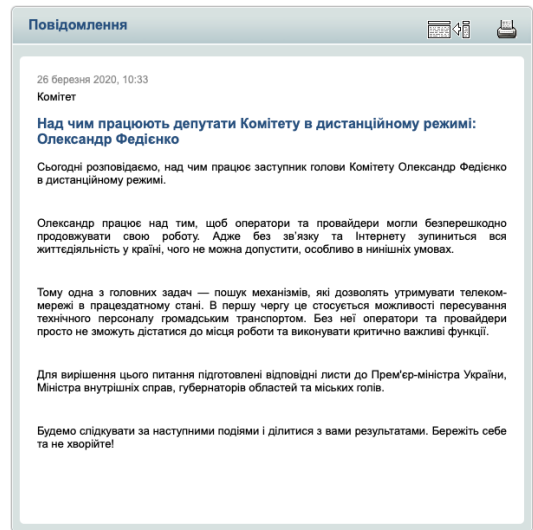 Повідомлення
26 березня 2020, 10:33
Комітет
Над чим працюють депутати Комітету в дистанційному режимі:
Олександр Федієнко
Сьогодні розповідаємо, над чим працює заступник голови Комітету Олександр Федієнко
в дистанційному режимі.
Олександр працює над тим, щоб оператори та провайдери могли безперешкодно
продовжувати свою роботу. Адже без зв'язку та Інтернету зупиниться вся
життєдіяльність у країні, чого не можна допустити, особливо в нинішніх умовах.
Тому одна з головних задач — пошук механізмів, які дозволять утримувати телеком-
мережі в працездатному стані. В першу чергу це стосується можливості пересування
технічного персоналу громадським транспортом. Без неї оператори та провайдери
просто не зможуть дістатися до місця роботи та виконувати критично важливі функції.
Для вирішення цього питання підготовлені відповідні листи до Прем'єр-міністра України,
Міністра внутрішніх справ, губернаторів областей та міських голів.
Будемо слідкувати за наступними подіями і ділитися з вами результатами. Бережіть себе
та не хворійте!